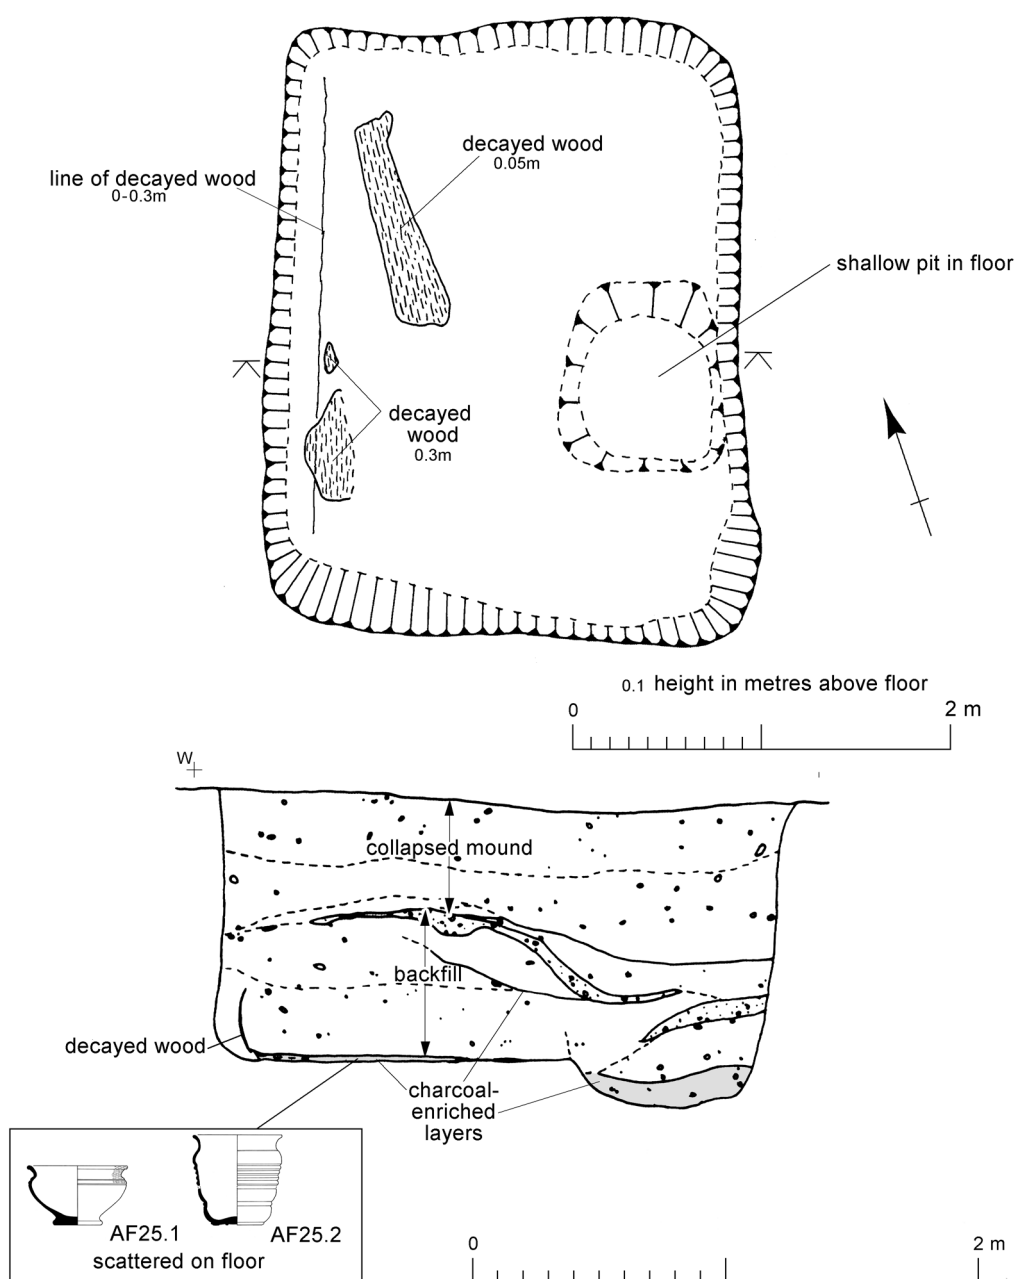 decayed wood
0.05m
line of decayed wood
0-0.3m
shallow pit in floor
decayed
wood
0.3m
0.1 height in metres above floor
0 2 m
W
collapsed mound
backfill
decayed wood
charcoal-
enriched
layers
AF25.1 AF25.2
scattered on floor
0 2 m